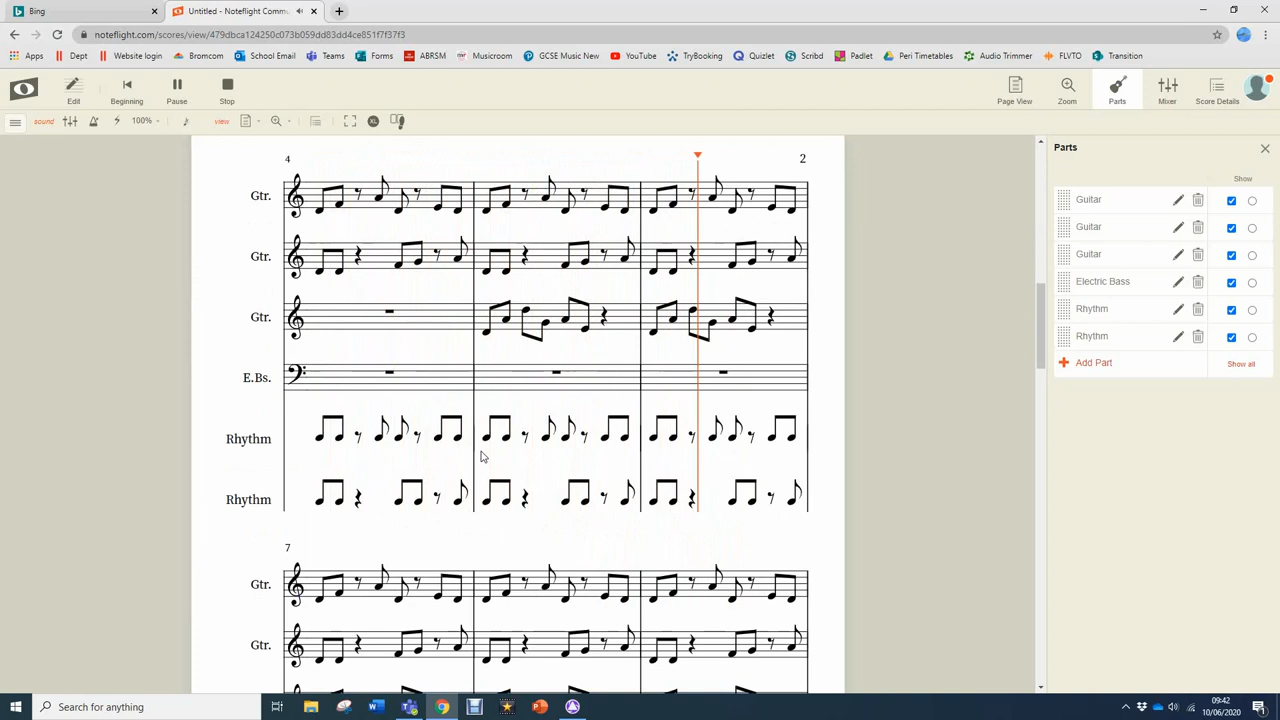 Bing
Untitled - Noteflight Comm
noteflight.com/scores/view/479dbca124250c073b059dd83dd4ce851f7f37f3
Apps Dept Website login Bromcom School Email Teams Forms ABRSM Musicroom GCSE Music New YouTube TryBooking Quizlet Scribd Padlet Peri Timetables Audio Trimmer FLVTO Transition
Edit Beginning Pause Stop Page View Zoom Parts Mixer Score Details
sound 100% view XL
Parts
Show
Guitar
Guitar
Guitar
Electric Bass
Rhythm
Rhythm
Add Part Show all
4 2
Gtr.
Gtr.
Gtr.
E.Bs.
Rhythm
Rhythm
7
Gtr.
Gtr.
Search for anything
09:42
10/06/2020